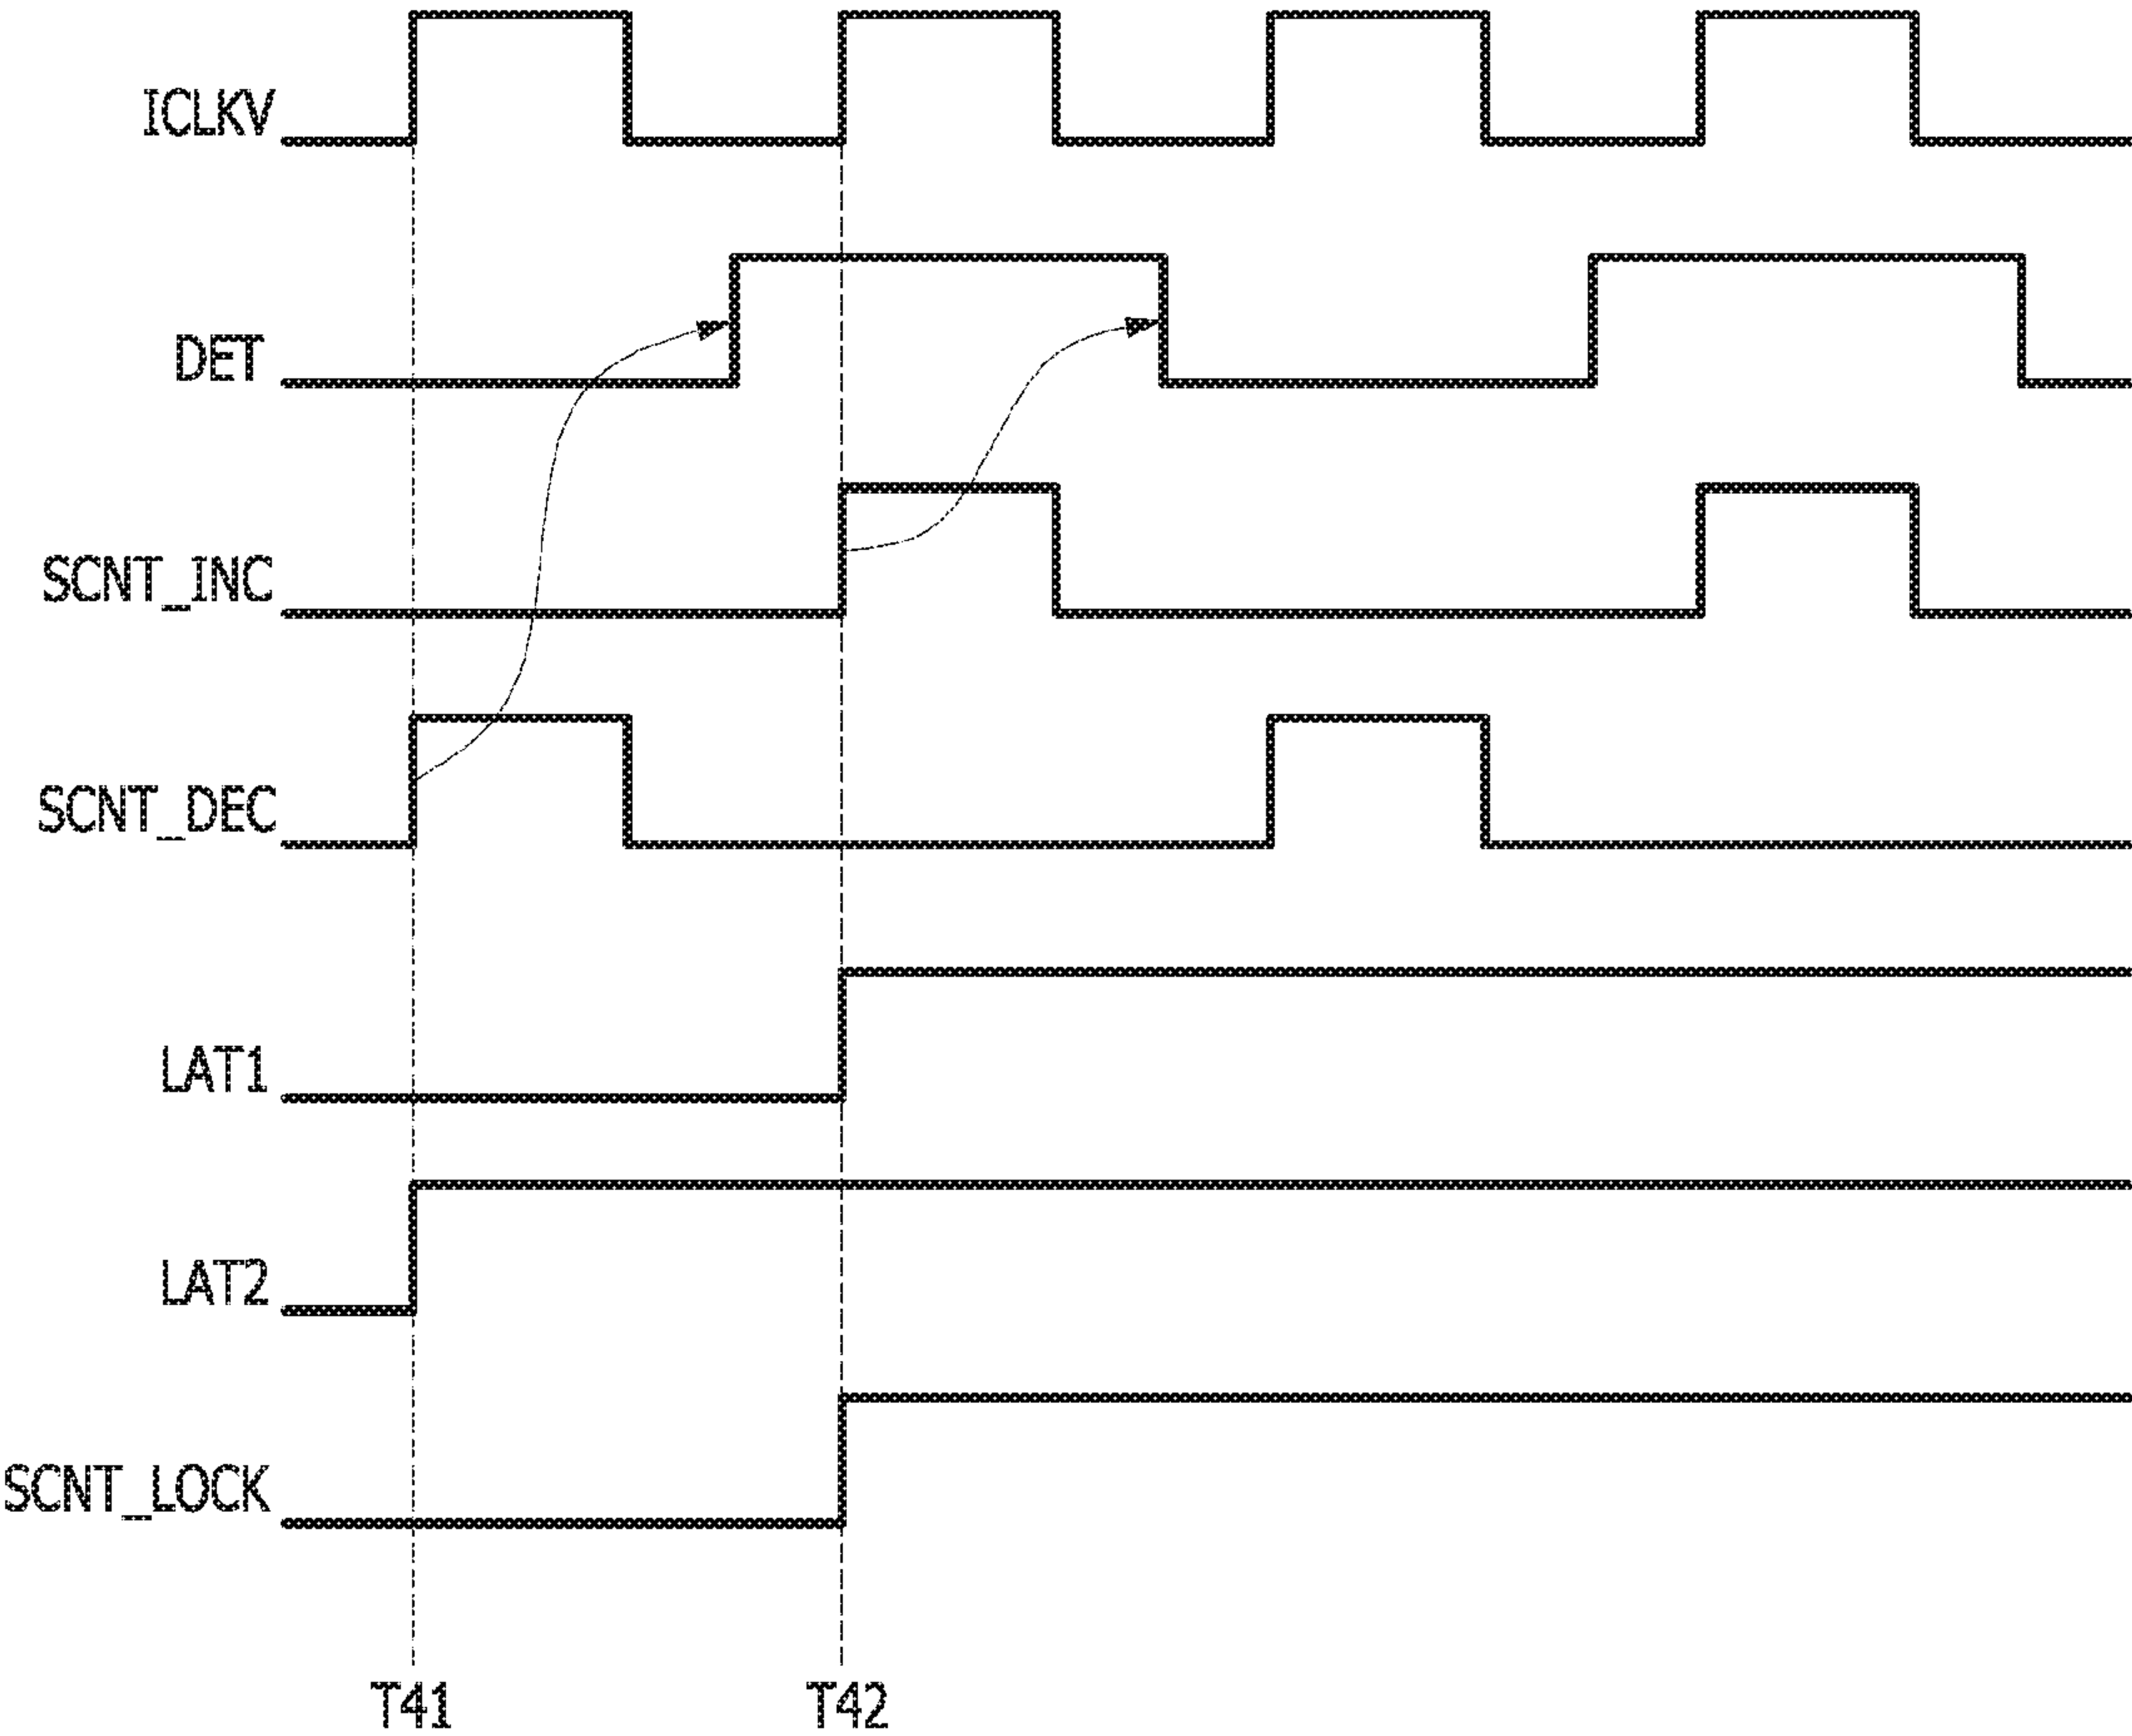 ICLKV
DET
SCNT_INC
SCNT_DEC
LAT1
LAT2
SCNT_LOCK
T41 T42